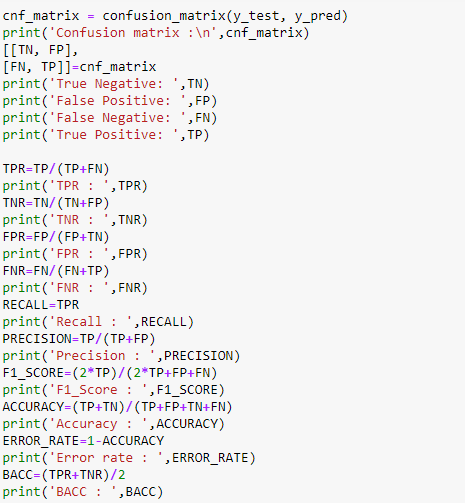 cnf_matrix = confusion_matrix(y_test, y_pred)
print('Confusion matrix :\n',cnf_matrix)
[[TN, FP],
[FN, TP]]=cnf_matrix
print('True Negative: ',TN)
print('False Positive: ',FP)
print('False Negative: ',FN)
print('True Positive: ',TP)

TPR=TP/(TP+FN)
print('TPR : ',TPR)
TNR=TN/(TN+FP)
print('TNR : ',TNR)
FPR=FP/(FP+TN)
print('FPR : ',FPR)
FNR=FN/(FN+TP)
print('FNR : ',FNR)
RECALL=TPR
print('Recall : ',RECALL)
PRECISION=TP/(TP+FP)
print('Precision : ',PRECISION)
F1_SCORE=(2*TP)/(2*TP+FP+FN)
print('F1_Score : ',F1_SCORE)
ACCURACY=(TP+TN)/(TP+FP+TN+FN)
print('Accuracy : ',ACCURACY)
ERROR_RATE=1-ACCURACY
print('Error rate : ',ERROR_RATE)
BACC=(TPR+TNR)/2
print('BACC : ',BACC)